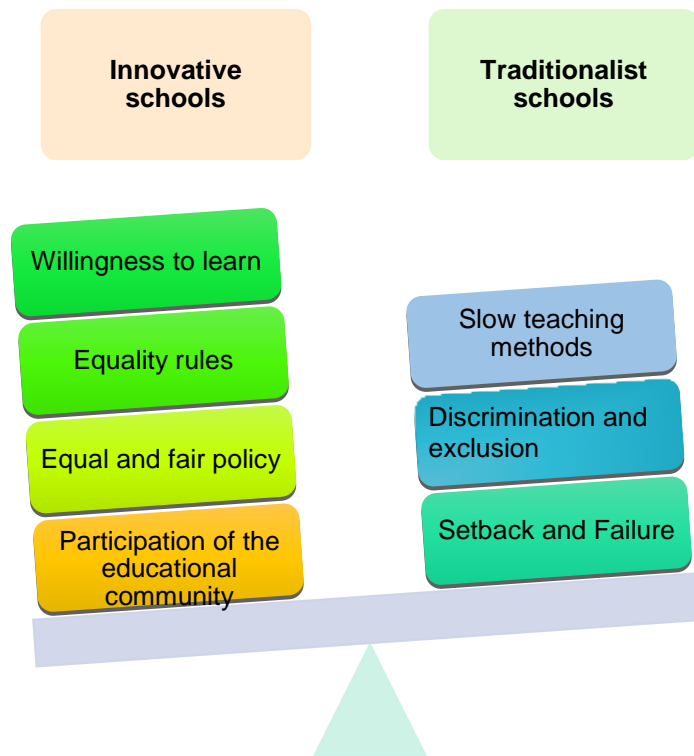 Innovative
schools
Traditionalist
schools
Willingness to learn
Equality rules
Equal and fair policy
Participation of the
educational
community
Slow teaching
methods
Discrimination and
exclusion
Setback and Failure